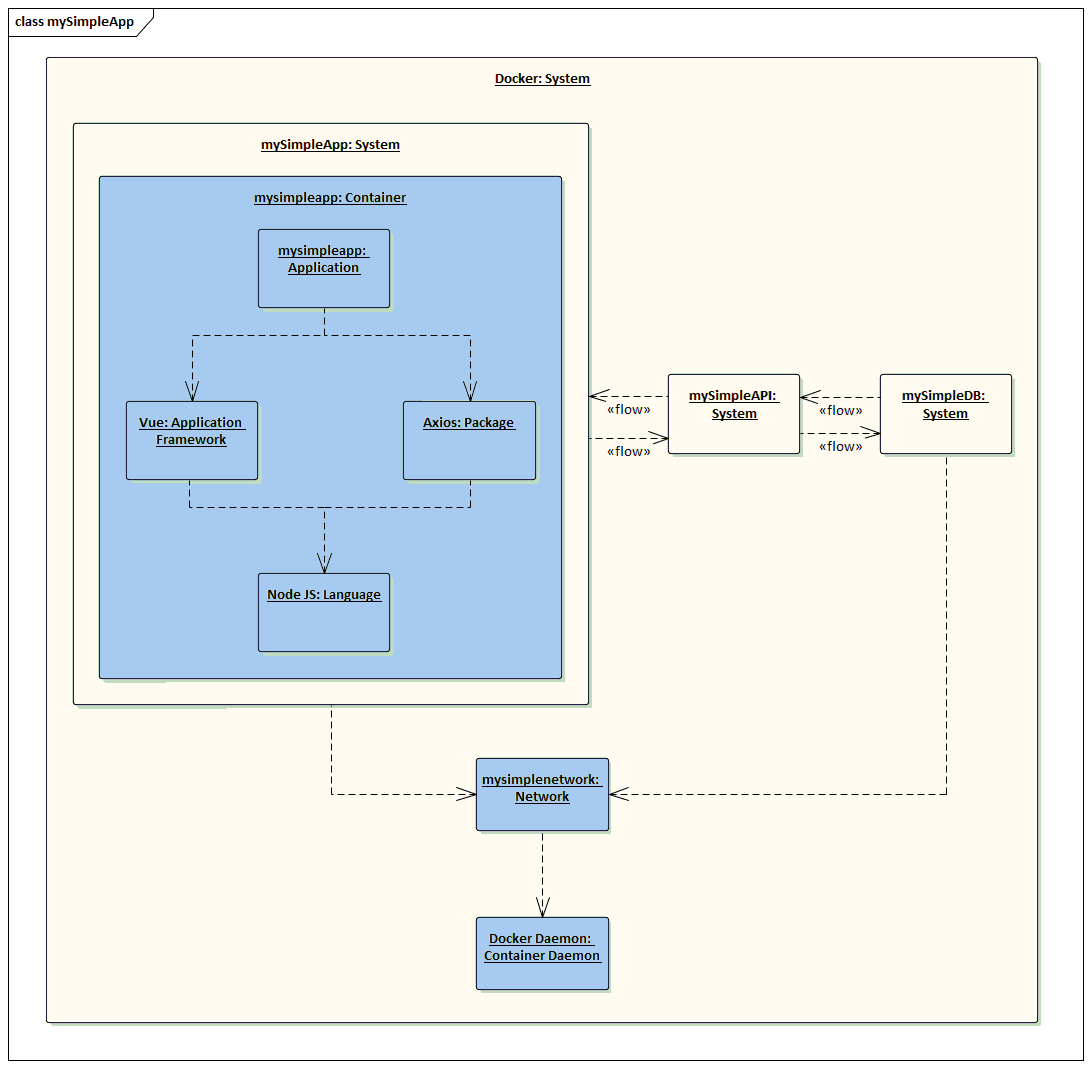 class mySimpleApp
Docker: System
mySimpleApp: System
mysimpleapp: Container
mysimpleapp:
Application
Vue: Application
Framework
Axios: Package
Node JS: Language
«flow»
«flow»
mySimpleAPI:
System
«flow»
«flow»
mySimpleDB:
System
mysimplenetwork:
Network
Docker Daemon:
Container Daemon